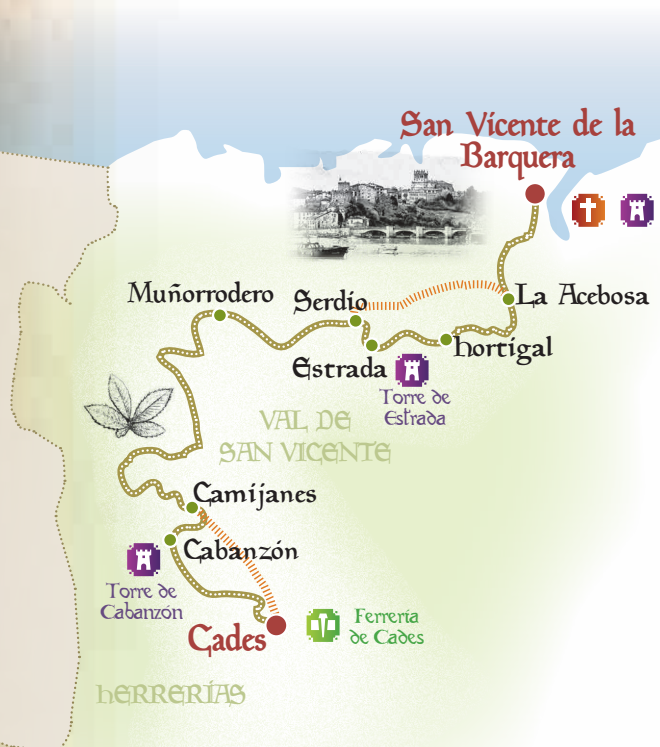 San Vicente de la
Barquera
Muñorrodero
Serdio
La Acebosa
hortigal
Estrada
Torre de
Estrada
VAL DE
SAN VICENTE
Camijanes
Cabanzón
Torre de
Cabanzón
Ferrería
de Cades
Cades
hERRERÍAS